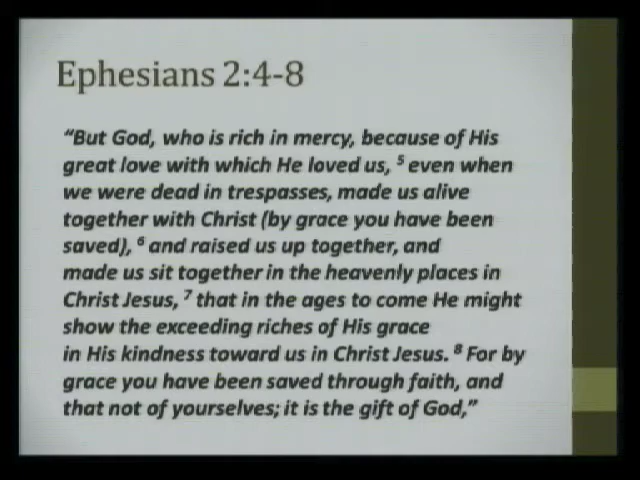 Ephesians 2:4-8
“But God, who is rich in mercy, because of His
great love with which He loved us, ⁵ even when
we were dead in trespasses, made us alive
together with Christ (by grace you have been
saved), ⁶ and raised us up together, and
made us sit together in the heavenly places in
Christ Jesus, ⁷ that in the ages to come He might
show the exceeding riches of His grace
in His kindness toward us in Christ Jesus. ⁸ For by
grace you have been saved through faith, and
that not of yourselves; it is the gift of God,”